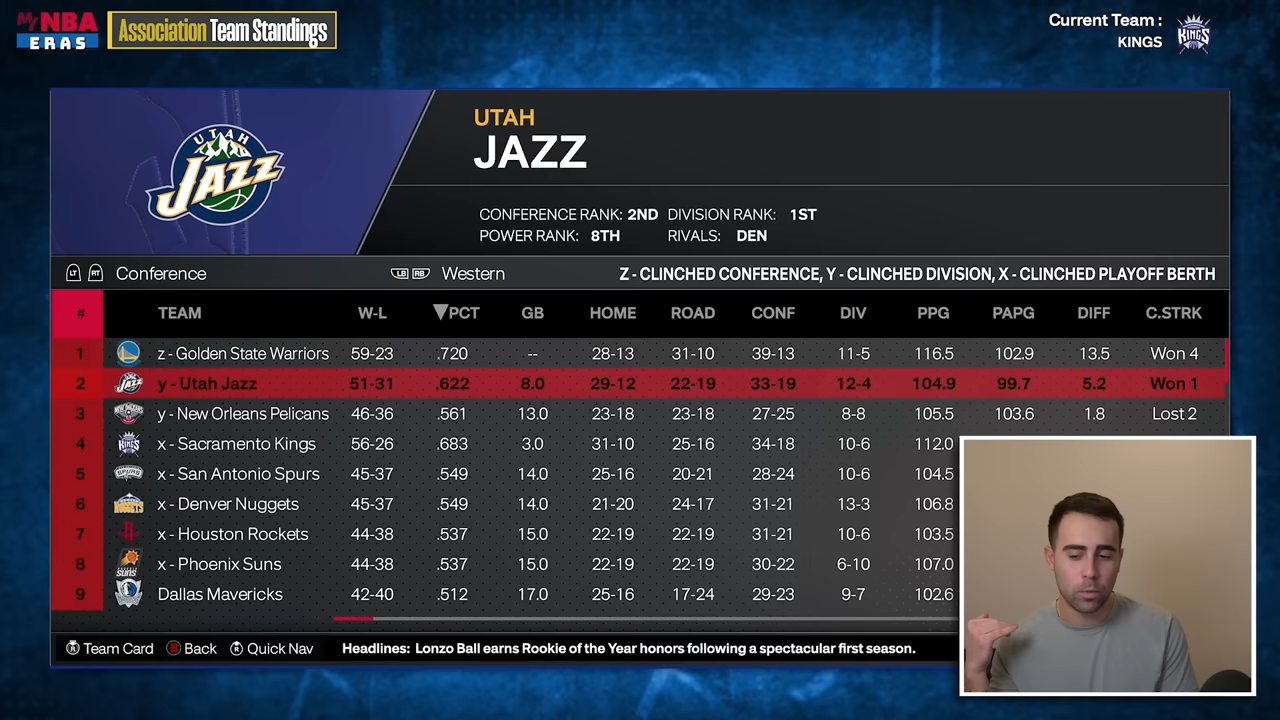 MyNBA ERAS
Association Team Standings
Current Team :
KINGS
KINGS
UTAH JAZZ
UTAH
JAZZ
CONFERENCE RANK: 2ND DIVISION RANK: 1ST
POWER RANK: 8TH RIVALS: DEN
LT RT Conference LB RB Western Z - CLINCHED CONFERENCE, Y - CLINCHED DIVISION, X - CLINCHED PLAYOFF BERTH
# TEAM W-L ▼PCT GB HOME ROAD CONF DIV PPG PAPG DIFF C.STRK
1 z - Golden State Warriors 59-23 .720 -- 28-13 31-10 39-13 11-5 116.5 102.9 13.5 Won 4
2 y - Utah Jazz 51-31 .622 8.0 29-12 22-19 33-19 12-4 104.9 99.7 5.2 Won 1
3 y - New Orleans Pelicans 46-36 .561 13.0 23-18 23-18 27-25 8-8 105.5 103.6 1.8 Lost 2
4 x - Sacramento Kings 56-26 .683 3.0 31-10 25-16 34-18 10-6 112.0
5 x - San Antonio Spurs 45-37 .549 14.0 25-16 20-21 28-24 10-6 104.5
6 x - Denver Nuggets 45-37 .549 14.0 21-20 24-17 31-21 13-3 106.8
7 x - Houston Rockets 44-38 .537 15.0 22-19 22-19 31-21 10-6 103.5
8 x - Phoenix Suns 44-38 .537 15.0 22-19 22-19 30-22 6-10 107.0
9 Dallas Mavericks 42-40 .512 17.0 25-16 17-24 29-23 9-7 102.6
R Team Card B Back R Quick Nav Headlines: Lonzo Ball earns Rookie of the Year honors following a spectacular first season.